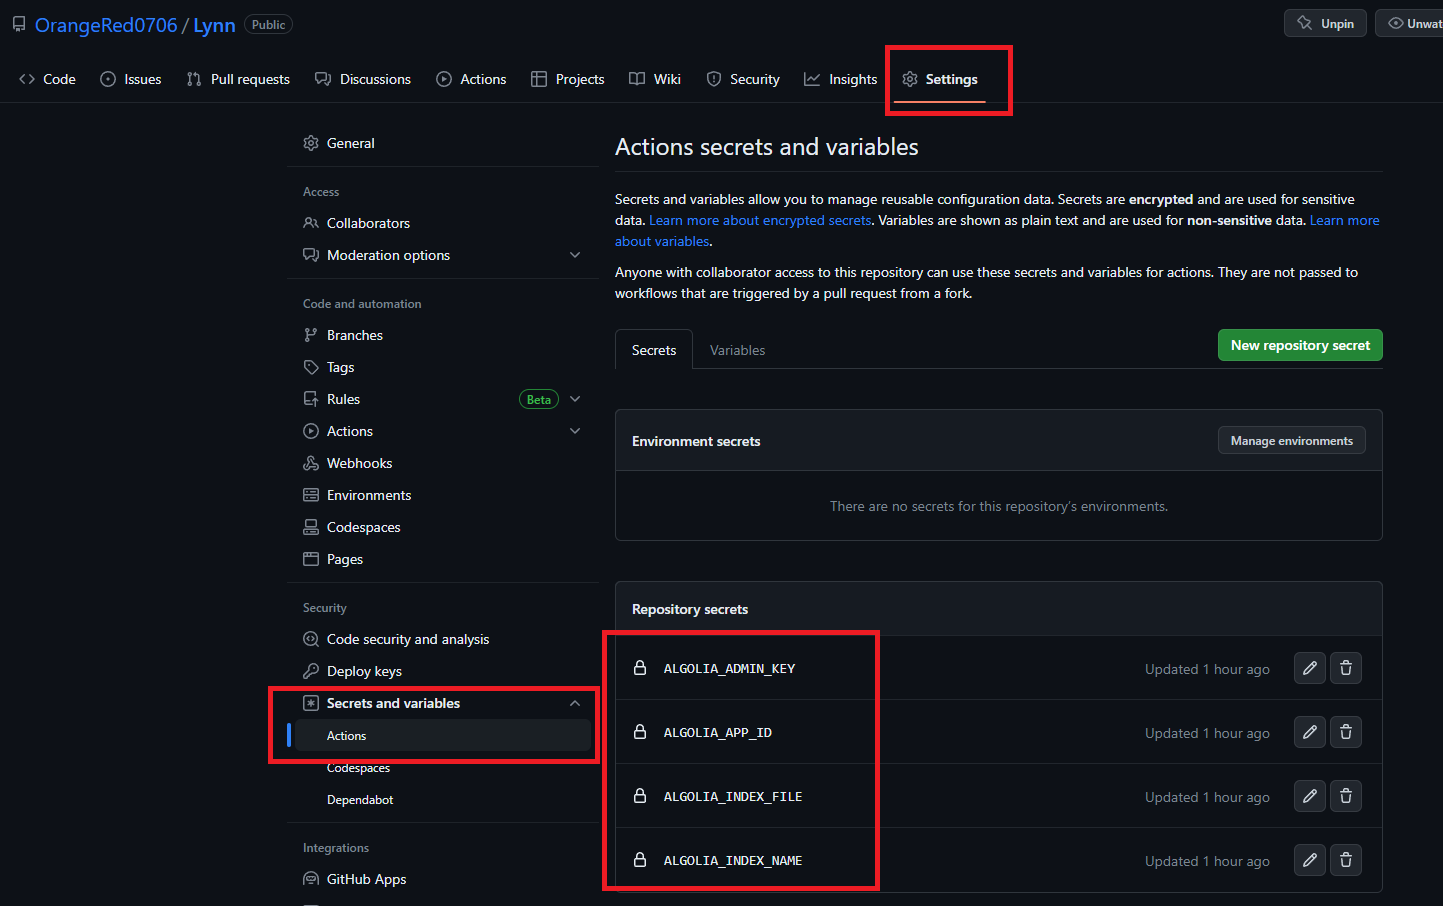 OrangeRed0706 / Lynn Public
Unpin
Unwat
Code Issues Pull requests Discussions Actions Projects Wiki Security Insights Settings
General
Access
Collaborators
Moderation options
Code and automation
Branches
Tags
Rules Beta
Actions
Webhooks
Environments
Codespaces
Pages
Security
Code security and analysis
Deploy keys
Secrets and variables
Actions
Codespaces
Dependabot
Integrations
GitHub Apps
Actions secrets and variables
Secrets and variables allow you to manage reusable configuration data. Secrets are encrypted and are used for sensitive
data. Learn more about encrypted secrets. Variables are shown as plain text and are used for non-sensitive data. Learn more
about variables.
Anyone with collaborator access to this repository can use these secrets and variables for actions. They are not passed to
workflows that are triggered by a pull request from a fork.
Secrets Variables New repository secret
Environment secrets Manage environments
There are no secrets for this repository's environments.
Repository secrets
ALGOLIA_ADMIN_KEY Updated 1 hour ago
ALGOLIA_APP_ID Updated 1 hour ago
ALGOLIA_INDEX_FILE Updated 1 hour ago
ALGOLIA_INDEX_NAME Updated 1 hour ago